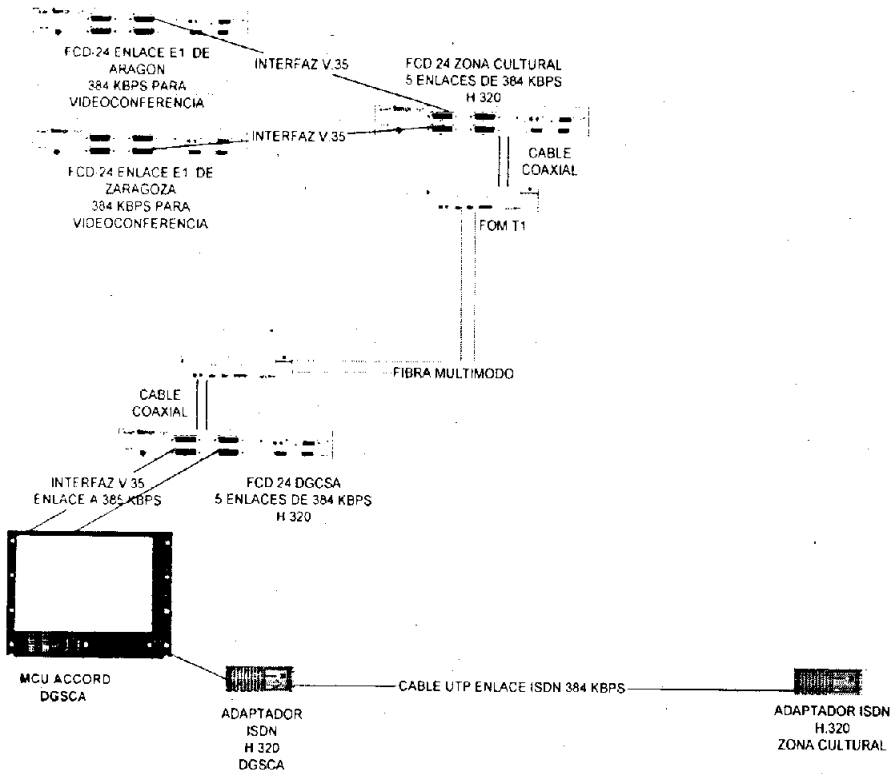 FCD-24 ENLACE E1 DE
ARAGON
384 KBPS PARA
VIDEOCONFERENCIA
INTERFAZ V.35
FCD 24 ZONA CULTURAL
5 ENLACES DE 384 KBPS
H 320
INTERFAZ V.35
FCD-24 ENLACE E1 DE
ZARAGOZA
384 KBPS PARA
VIDEOCONFERENCIA
CABLE
COAXIAL
FOM T1
FIBRA MULTIMODO
CABLE
COAXIAL
INTERFAZ V 35
ENLACE A 385 KBPS
FCD 24 DGCSA
5 ENLACES DE 384 KBPS
H 320
MCU ACCORD
DGSCA
CABLE UTP ENLACE ISDN 384 KBPS
ADAPTADOR
ISDN
H 320
DGSCA
ADAPTADOR ISDN
H.320
ZONA CULTURAL